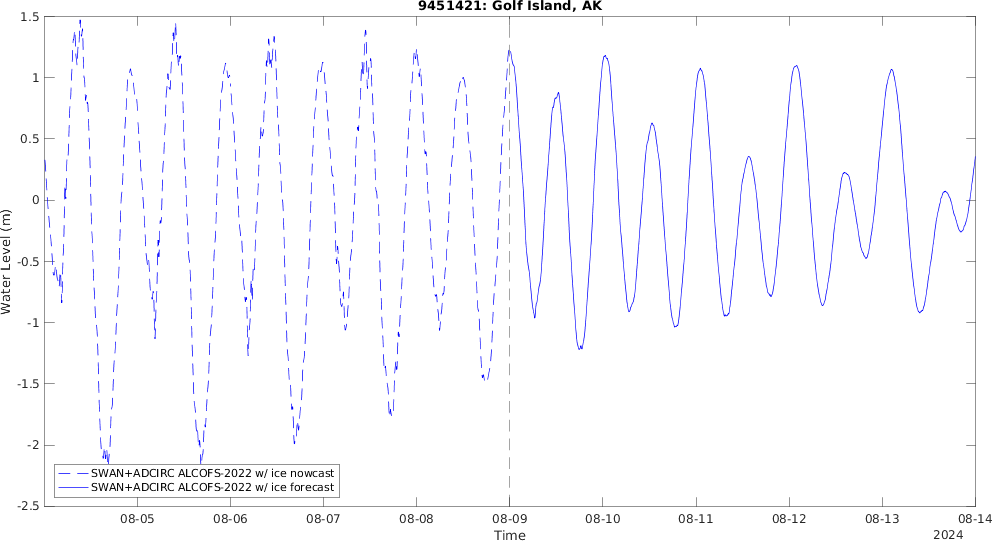 9451421: Golf Island, AK
1.5
1
0.5
0
-0.5
-1
-1.5
-2
-2.5
Water Level (m)
SWAN+ADCIRC ALCOFS-2022 w/ ice nowcast
SWAN+ADCIRC ALCOFS-2022 w/ ice forecast
08-05 08-06 08-07 08-08 08-09 08-10 08-11 08-12 08-13 08-14
Time
2024